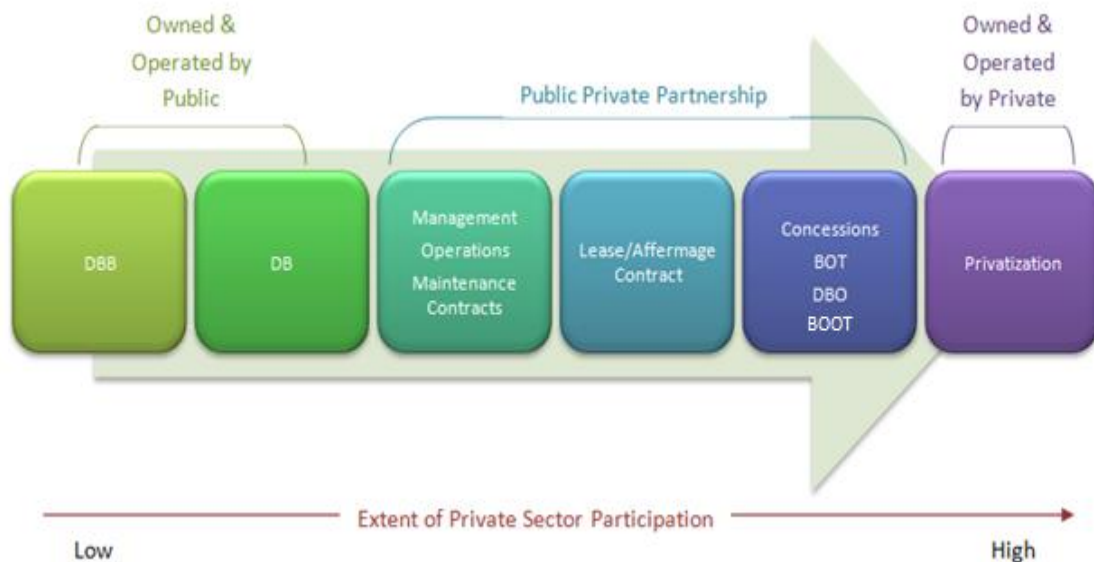 Owned &
Operated by
Public
Public Private Partnership
Owned &
Operated
by Private
DBB
DB
Management
Operations
Maintenance
Contracts
Lease/Affermage
Contract
Concessions
BOT
DBO
BOOT
Privatization
Extent of Private Sector Participation
Low
High